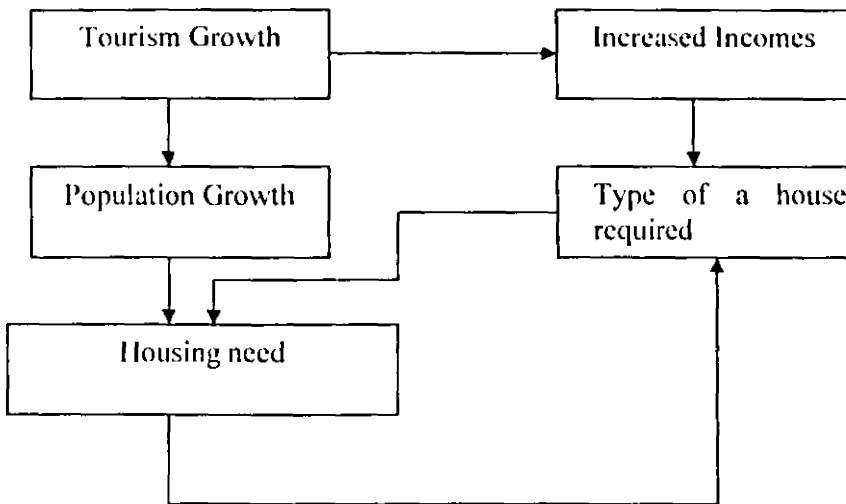 Tourism Growth
Increased Incomes
Population Growth
Type of a house
required
Housing need